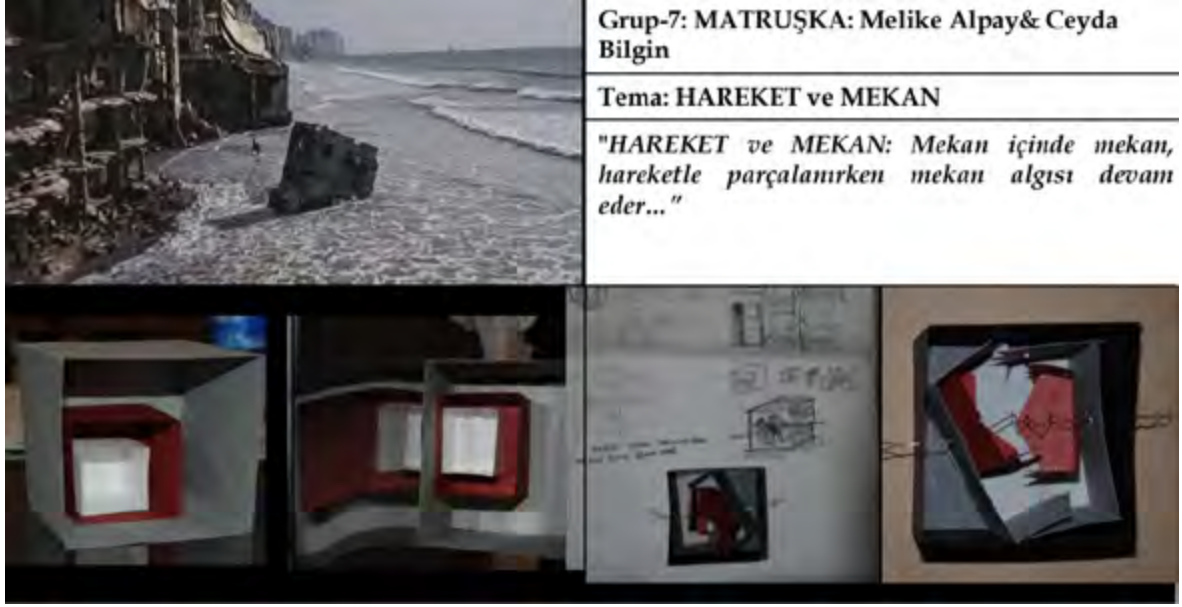 Grup-7: MATRUŞKA: Melike Alpay& Ceyda
Bilgin
Tema: HAREKET ve MEKAN
"HAREKET ve MEKAN: Mekan içinde mekan,
hareketle parçalanırken mekan algısı devam
eder..."